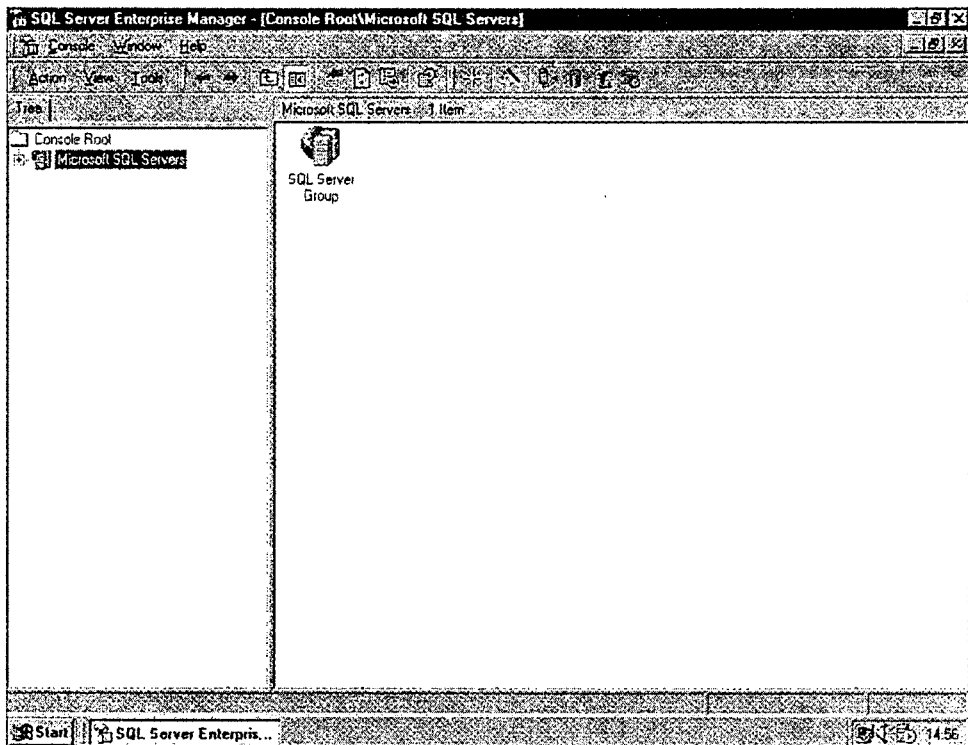 SQL Server Enterprise Manager - [Console Root\Microsoft SQL Servers]
Console Window Help
Action View Tools
Tree
Microsoft SQL Servers 1 Item
Console Root
Microsoft SQL Servers
SQL Server
Group
Start
SQL Server Enterpris...
14:56